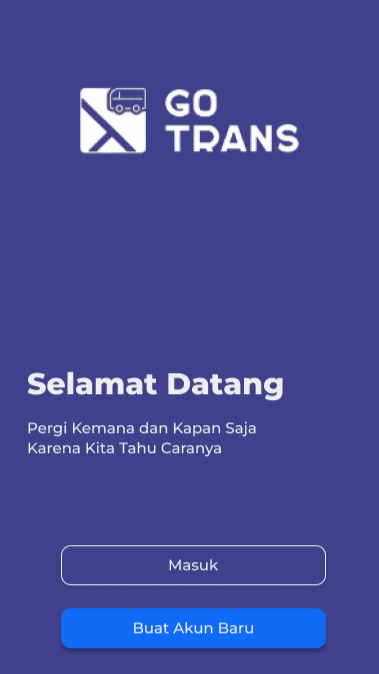 GO
TRANS
Selamat Datang
Pergi Kemana dan Kapan Saja
Karena Kita Tahu Caranya
Masuk
Buat Akun Baru